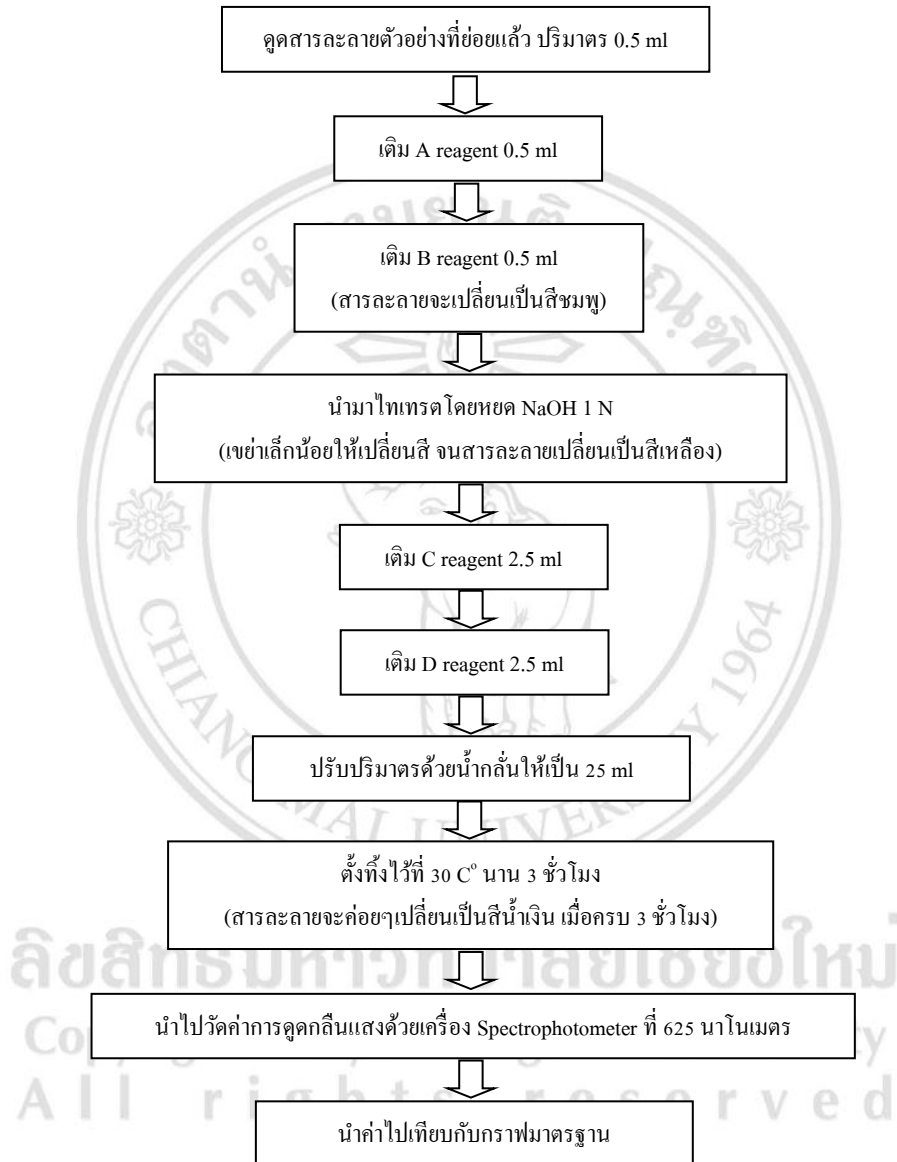 ดูดสารละลายตัวอย่างที่ย่อยแล้ว ปริมาตร 0.5 ml
เติม A reagent 0.5 ml
เติม B reagent 0.5 ml
(สารละลายจะเปลี่ยนเป็นสีชมพู)
นำมาไทเทรตโดยหยด NaOH 1 N
(เขย่าเล็กน้อยให้เปลี่ยนสี จนสารละลายเปลี่ยนเป็นสีเหลือง)
เติม C reagent 2.5 ml
เติม D reagent 2.5 ml
ปรับปริมาตรด้วยน้ำกลั่นให้เป็น 25 ml
ตั้งทิ้งไว้ที่ 30 C° นาน 3 ชั่วโมง
(สารละลายจะค่อยๆเปลี่ยนเป็นสีน้ำเงิน เมื่อครบ 3 ชั่วโมง)
นำไปวัดค่าการดูดกลืนแสงด้วยเครื่อง Spectrophotometer ที่ 625 นาโนเมตร
นำค่าไปเทียบกับกราฟมาตรฐาน
CHIANG MAI UNIVERSITY 1964
ลิขสิทธิ์มหาวิทยาลัยเชียงใหม่
All rights reserved